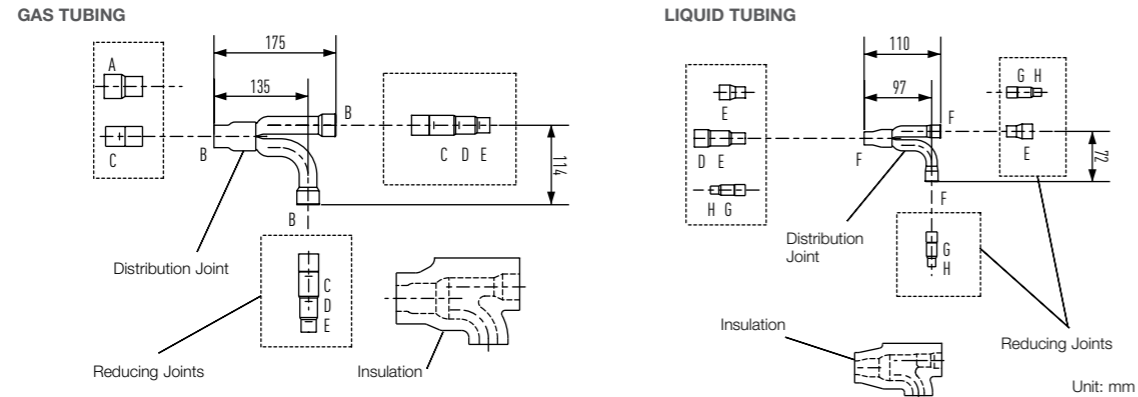 GAS TUBING
175
135
A
C
B
B
B
C D E
114
C
D
E
Distribution Joint
Reducing Joints
Insulation
LIQUID TUBING
110
97
E
D E
H G
F
F
F
G H
E
72
G
H
Distribution
Joint
Insulation
Reducing Joints
Unit: mm